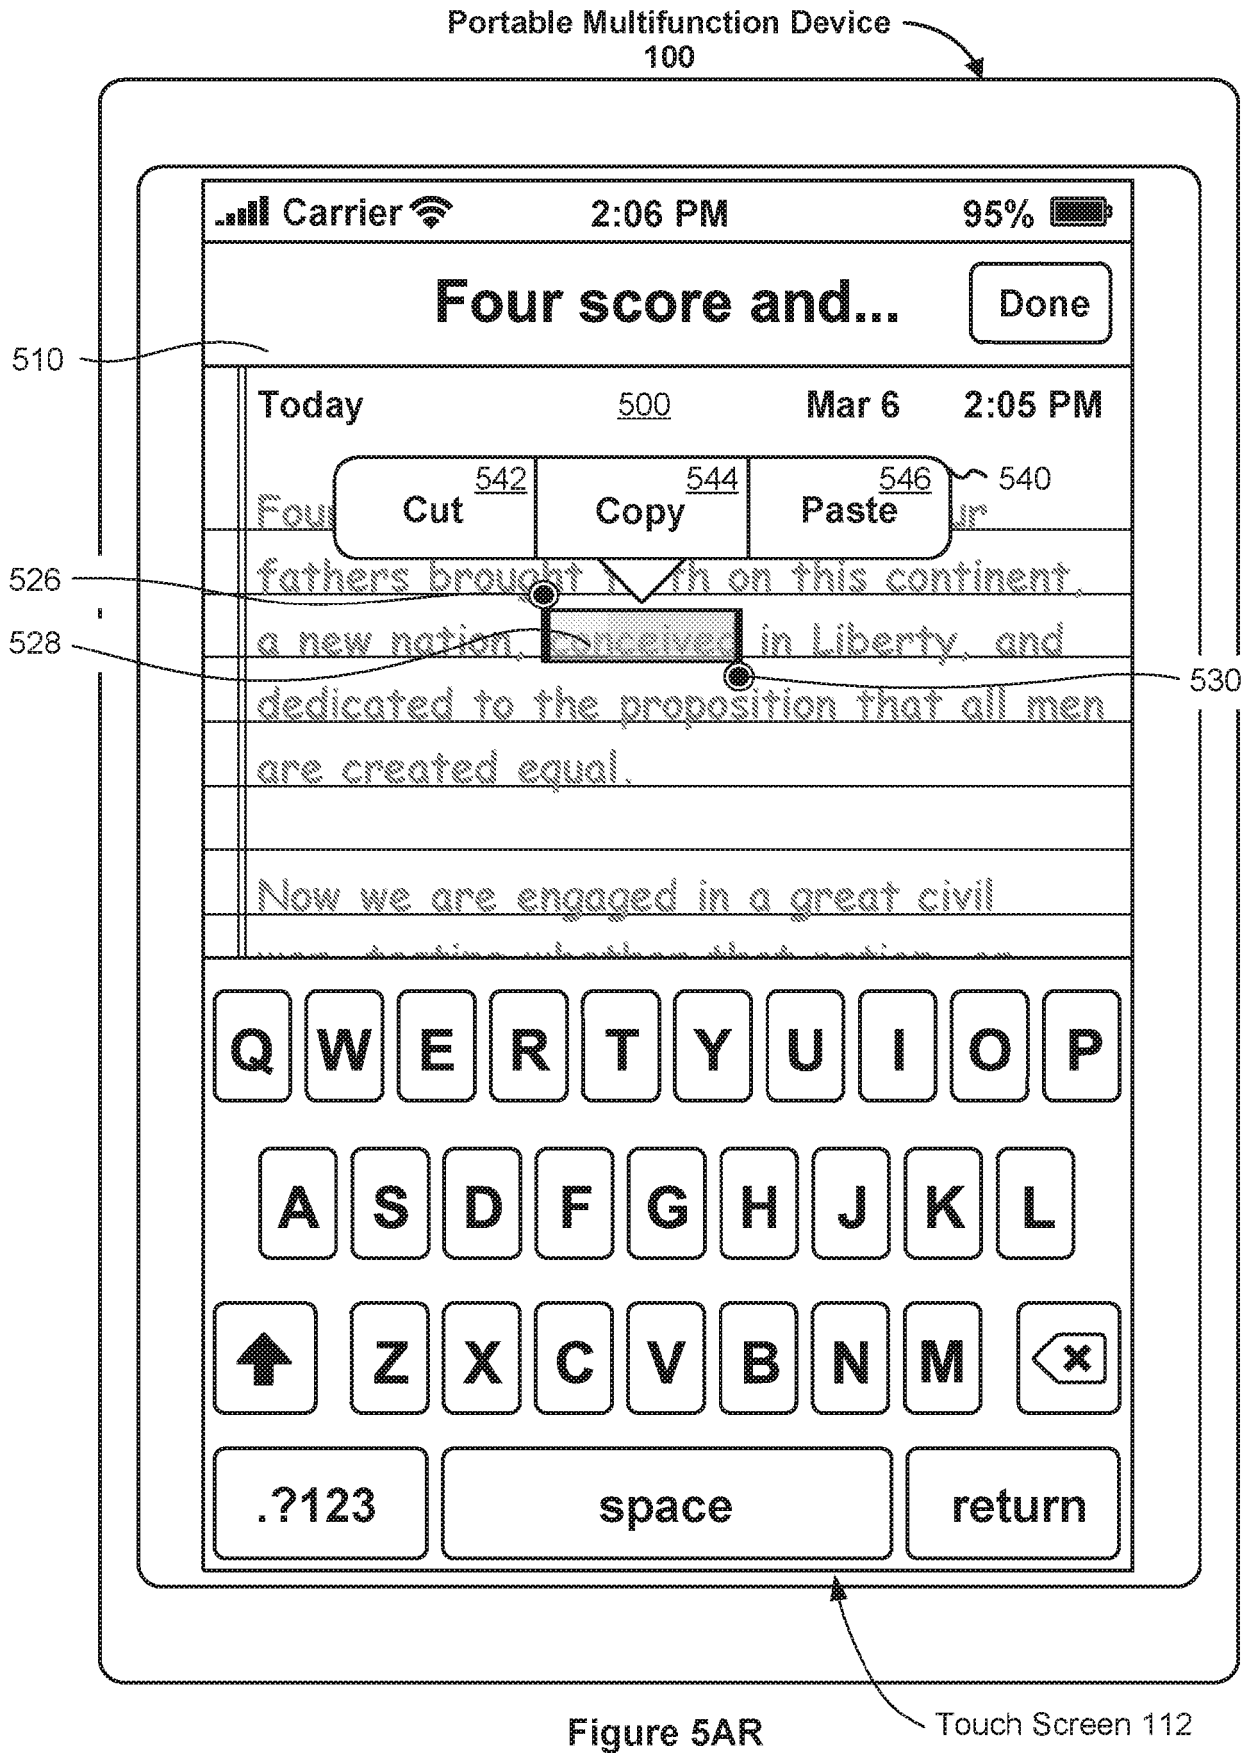 Portable Multifunction Device
100
Carrier 2:06 PM 95%
Four score and... Done
510
Today 500 Mar 6 2:05 PM
542 544 546 540
Cut Copy Paste
526
fathers brought on this continent,
528
a new nation, in Liberty, and
530
dedicated to the proposition that all men
are created equal.
Now we are engaged in a great civil
Q W E R T Y U I O P
A S D F G H J K L
Z X C V B N M
.?123 space return
Figure 5AR
Touch Screen 112